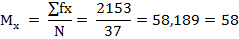 Mₓ = ∑fx / N = 2153 / 37 = 58,189 = 58